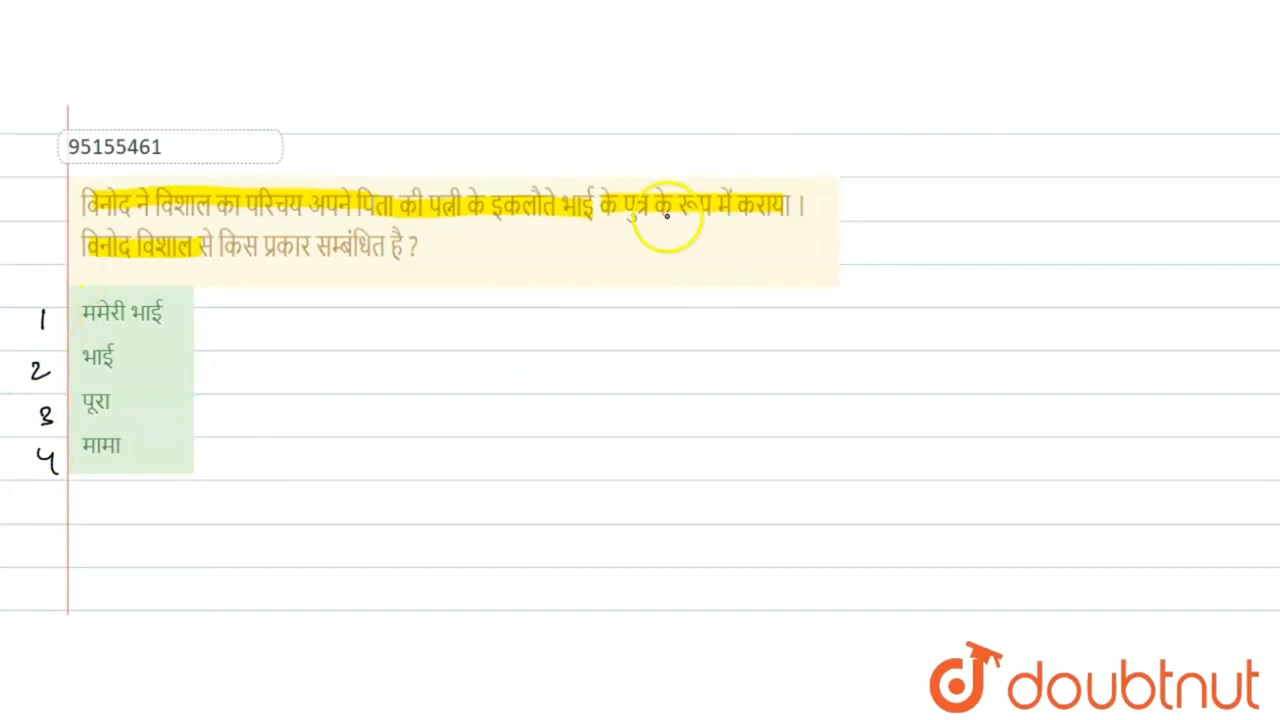 95155461
विनोद ने विशाल का परिचय अपने पिता की पत्नी के इकलौते भाई के पुत्र के रूप में कराया ।
विनोद विशाल से किस प्रकार सम्बंधित है ?
1 ममेरी भाई
2 भाई
3 पूरा
4 मामा
doubtnut